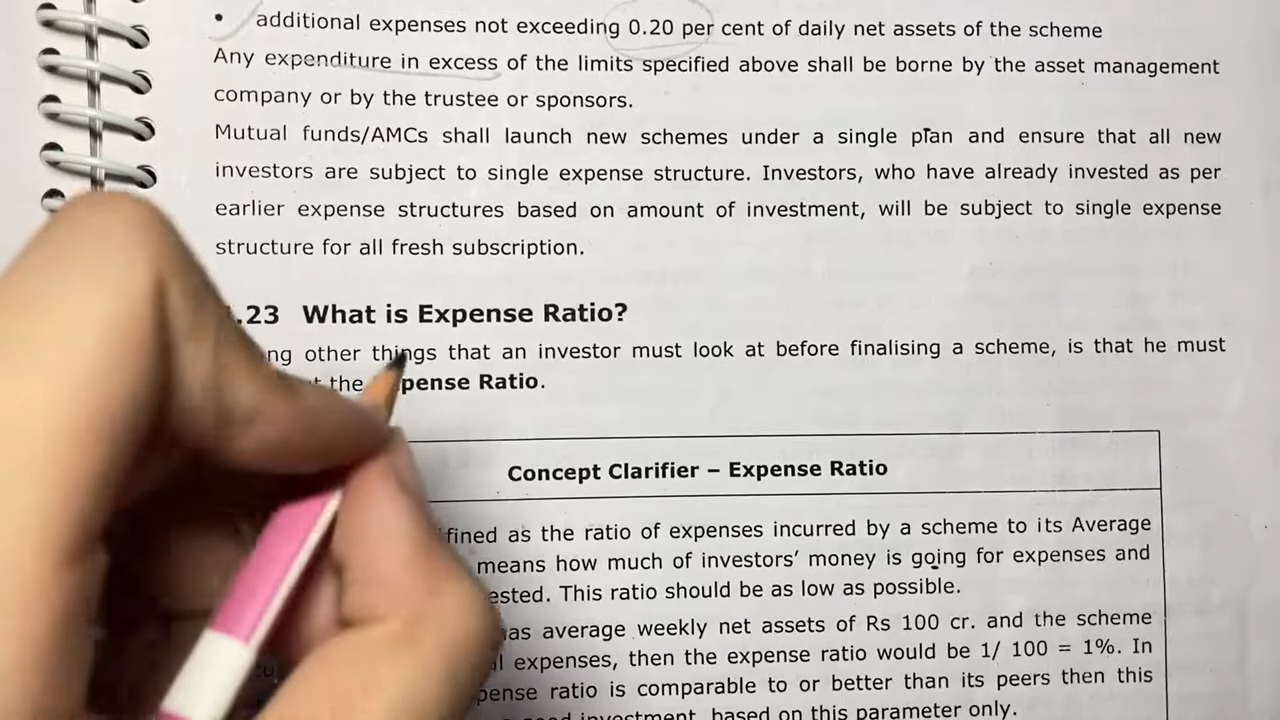 • additional expenses not exceeding 0.20 per cent of daily net assets of the scheme
Any expenditure in excess of the limits specified above shall be borne by the asset management
company or by the trustee or sponsors.
Mutual funds/AMCs shall launch new schemes under a single plan and ensure that all new
investors are subject to single expense structure. Investors, who have already invested as per
earlier expense structures based on amount of investment, will be subject to single expense
structure for all fresh subscription.
.23 What is Expense Ratio?
ng other things that an investor must look at before finalising a scheme, is that he must
the pense Ratio.
Concept Clarifier – Expense Ratio
fined as the ratio of expenses incurred by a scheme to its Average
means how much of investors' money is going for expenses and
ested. This ratio should be as low as possible.
as average weekly net assets of Rs 100 cr. and the scheme
l expenses, then the expense ratio would be 1/ 100 = 1%. In
pense ratio is comparable to or better than its peers then this
investment, based on this parameter only.